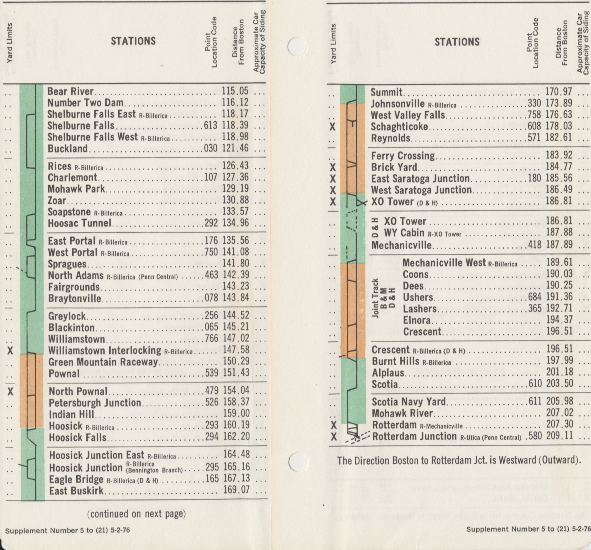 Yard Limits
STATIONS
Point Location Code
Distance From Boston
Approximate Car Capacity of Siding
Bear River 115.05
Number Two Dam 116.12
Shelburne Falls East R-Billerica 118.17
Shelburne Falls 613 118.39
Shelburne Falls West R-Billerica 118.98
Buckland 030 121.46
Rices R-Billerica 126.43
Charlemont 107 127.36
Mohawk Park 129.19
Zoar 130.88
Soapstone R-Billerica 133.57
Hoosac Tunnel 292 134.96
East Portal R-Billerica 176 135.56
West Portal R-Billerica 750 141.08
Spragues 141.80
North Adams R-Billerica (Penn Central) 463 142.39
Fairgrounds 143.23
Braytonville 078 143.84
Greylock 256 144.52
Blackinton 065 145.21
Williamstown 766 147.02
X Williamstown Interlocking R-Billerica 147.58
Green Mountain Raceway 150.29
Pownal 539 151.43
X North Pownal 479 154.04
Petersburgh Junction 526 158.37
Indian Hill 159.00
Hoosick R-Billerica 293 160.19
Hoosick Falls 294 162.20
Hoosick Junction East R-Billerica 164.48
Hoosick Junction R-Billerica (Bennington Branch) 295 165.16
Eagle Bridge R-Billerica (D & H) 165 167.13
East Buskirk 169.07
(continued on next page)
Supplement Number 5 to (21) 5-2-76
Yard Limits
STATIONS
Point Location Code
Distance From Boston
Approximate Car Capacity of Siding
Summit 170.97
Johnsonville R-Billerica 330 173.89
West Valley Falls 758 176.63
X Schaghticoke 608 178.03
Reynolds 571 182.61
Ferry Crossing 183.92
X Brick Yard 184.77
X East Saratoga Junction 180 185.56
X West Saratoga Junction 186.49
X XO Tower (D & H) 186.81
D & H
XO Tower 186.81
WY Cabin R-XO Tower 187.88
Mechanicville 418 187.89
Joint Track B & M D & H
Mechanicville West R-Billerica 189.61
Coons 190.03
Dees 190.25
Ushers 684 191.36
Lashers 365 192.71
Elnora 194.37
Crescent 196.51
Crescent R-Billerica (D & H) 196.51
Burnt Hills R-Billerica 197.99
Alplaus 201.18
Scotia 610 203.50
Scotia Navy Yard 611 205.98
Mohawk River 207.02
X Rotterdam R-Mechanicville 207.30
X Rotterdam Junction R-Utica (Penn Central) 580 209.11
The Direction Boston to Rotterdam Jct. is Westward (Outward).
Supplement Number 5 to (21) 5-2-76